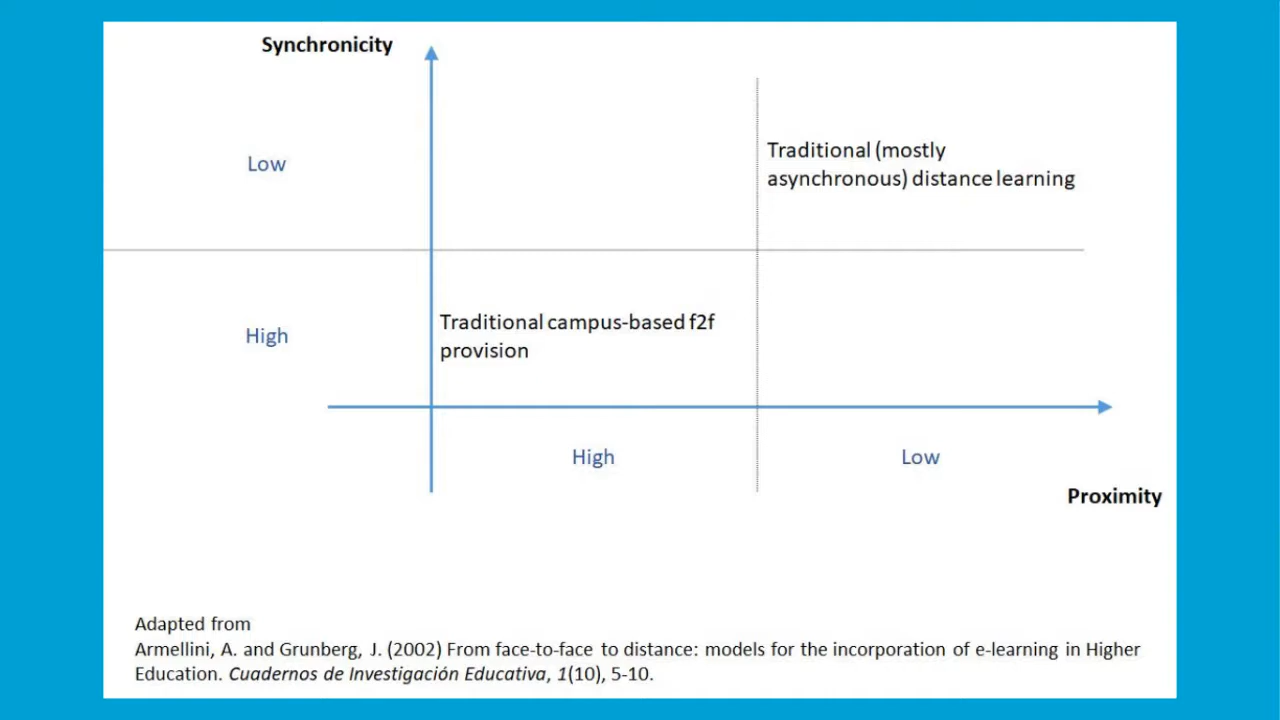 Synchronicity
Low
Traditional (mostly
asynchronous) distance learning
High
Traditional campus-based f2f
provision
High
Low
Proximity
Adapted from
Armellini, A. and Grunberg, J. (2002) From face-to-face to distance: models for the incorporation of e-learning in Higher
Education. Cuadernos de Investigación Educativa, 1(10), 5-10.